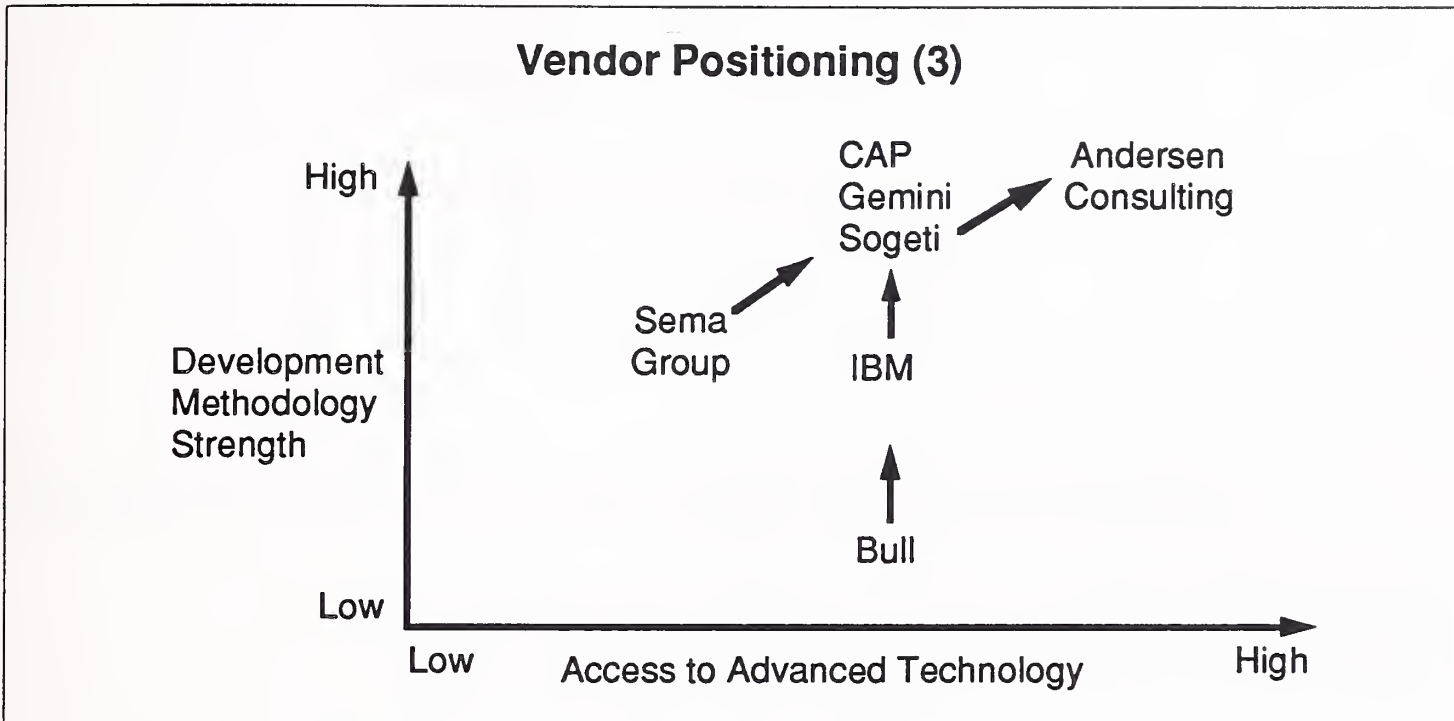 Vendor Positioning (3)
High
CAP
Gemini
Sogeti
Andersen
Consulting
Sema
Group
IBM
Development
Methodology
Strength
Bull
Low
Low
Access to Advanced Technology
High